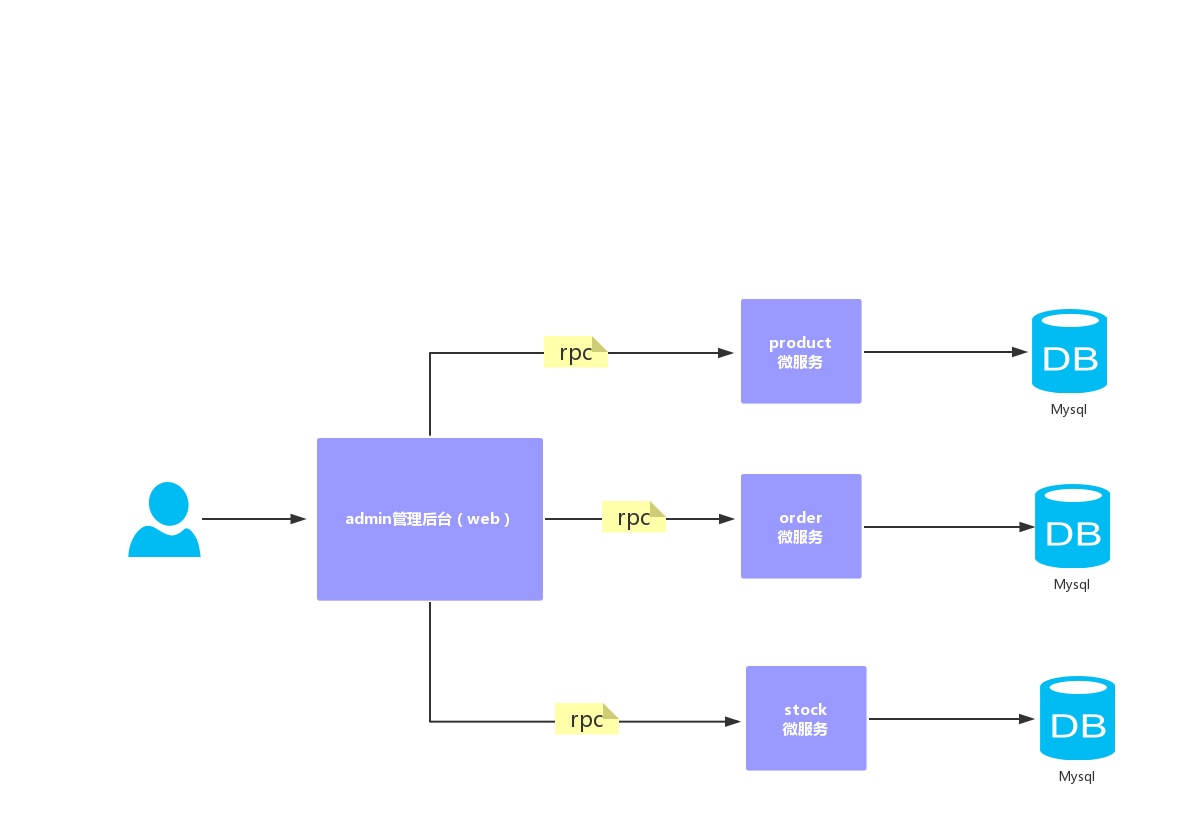 rpc
product
微服务
DB
Mysql
admin管理后台（web）
rpc
order
微服务
DB
Mysql
rpc
stock
微服务
DB
Mysql